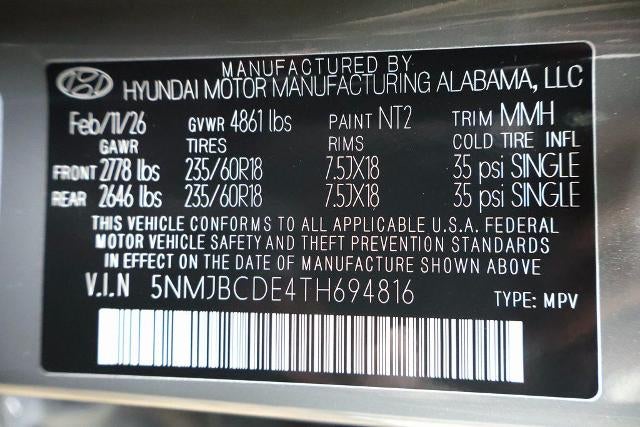 MANUFACTURED BY
HYUNDAI MOTOR MANUFACTURING ALABAMA, LLC
Feb/11/26 GVWR 4861 lbs PAINT NT2 TRIM MMH
GAWR TIRES RIMS COLD TIRE INFL
FRONT 2778 lbs 235/60R18 7.5JX18 35 psi SINGLE
REAR 2646 lbs 235/60R18 7.5JX18 35 psi SINGLE
THIS VEHICLE CONFORMS TO ALL APPLICABLE U.S.A. FEDERAL
MOTOR VEHICLE SAFETY AND THEFT PREVENTION STANDARDS
IN EFFECT ON THE DATE OF MANUFACTURE SHOWN ABOVE
V.I.N 5NMJBCDE4TH694816 TYPE: MPV